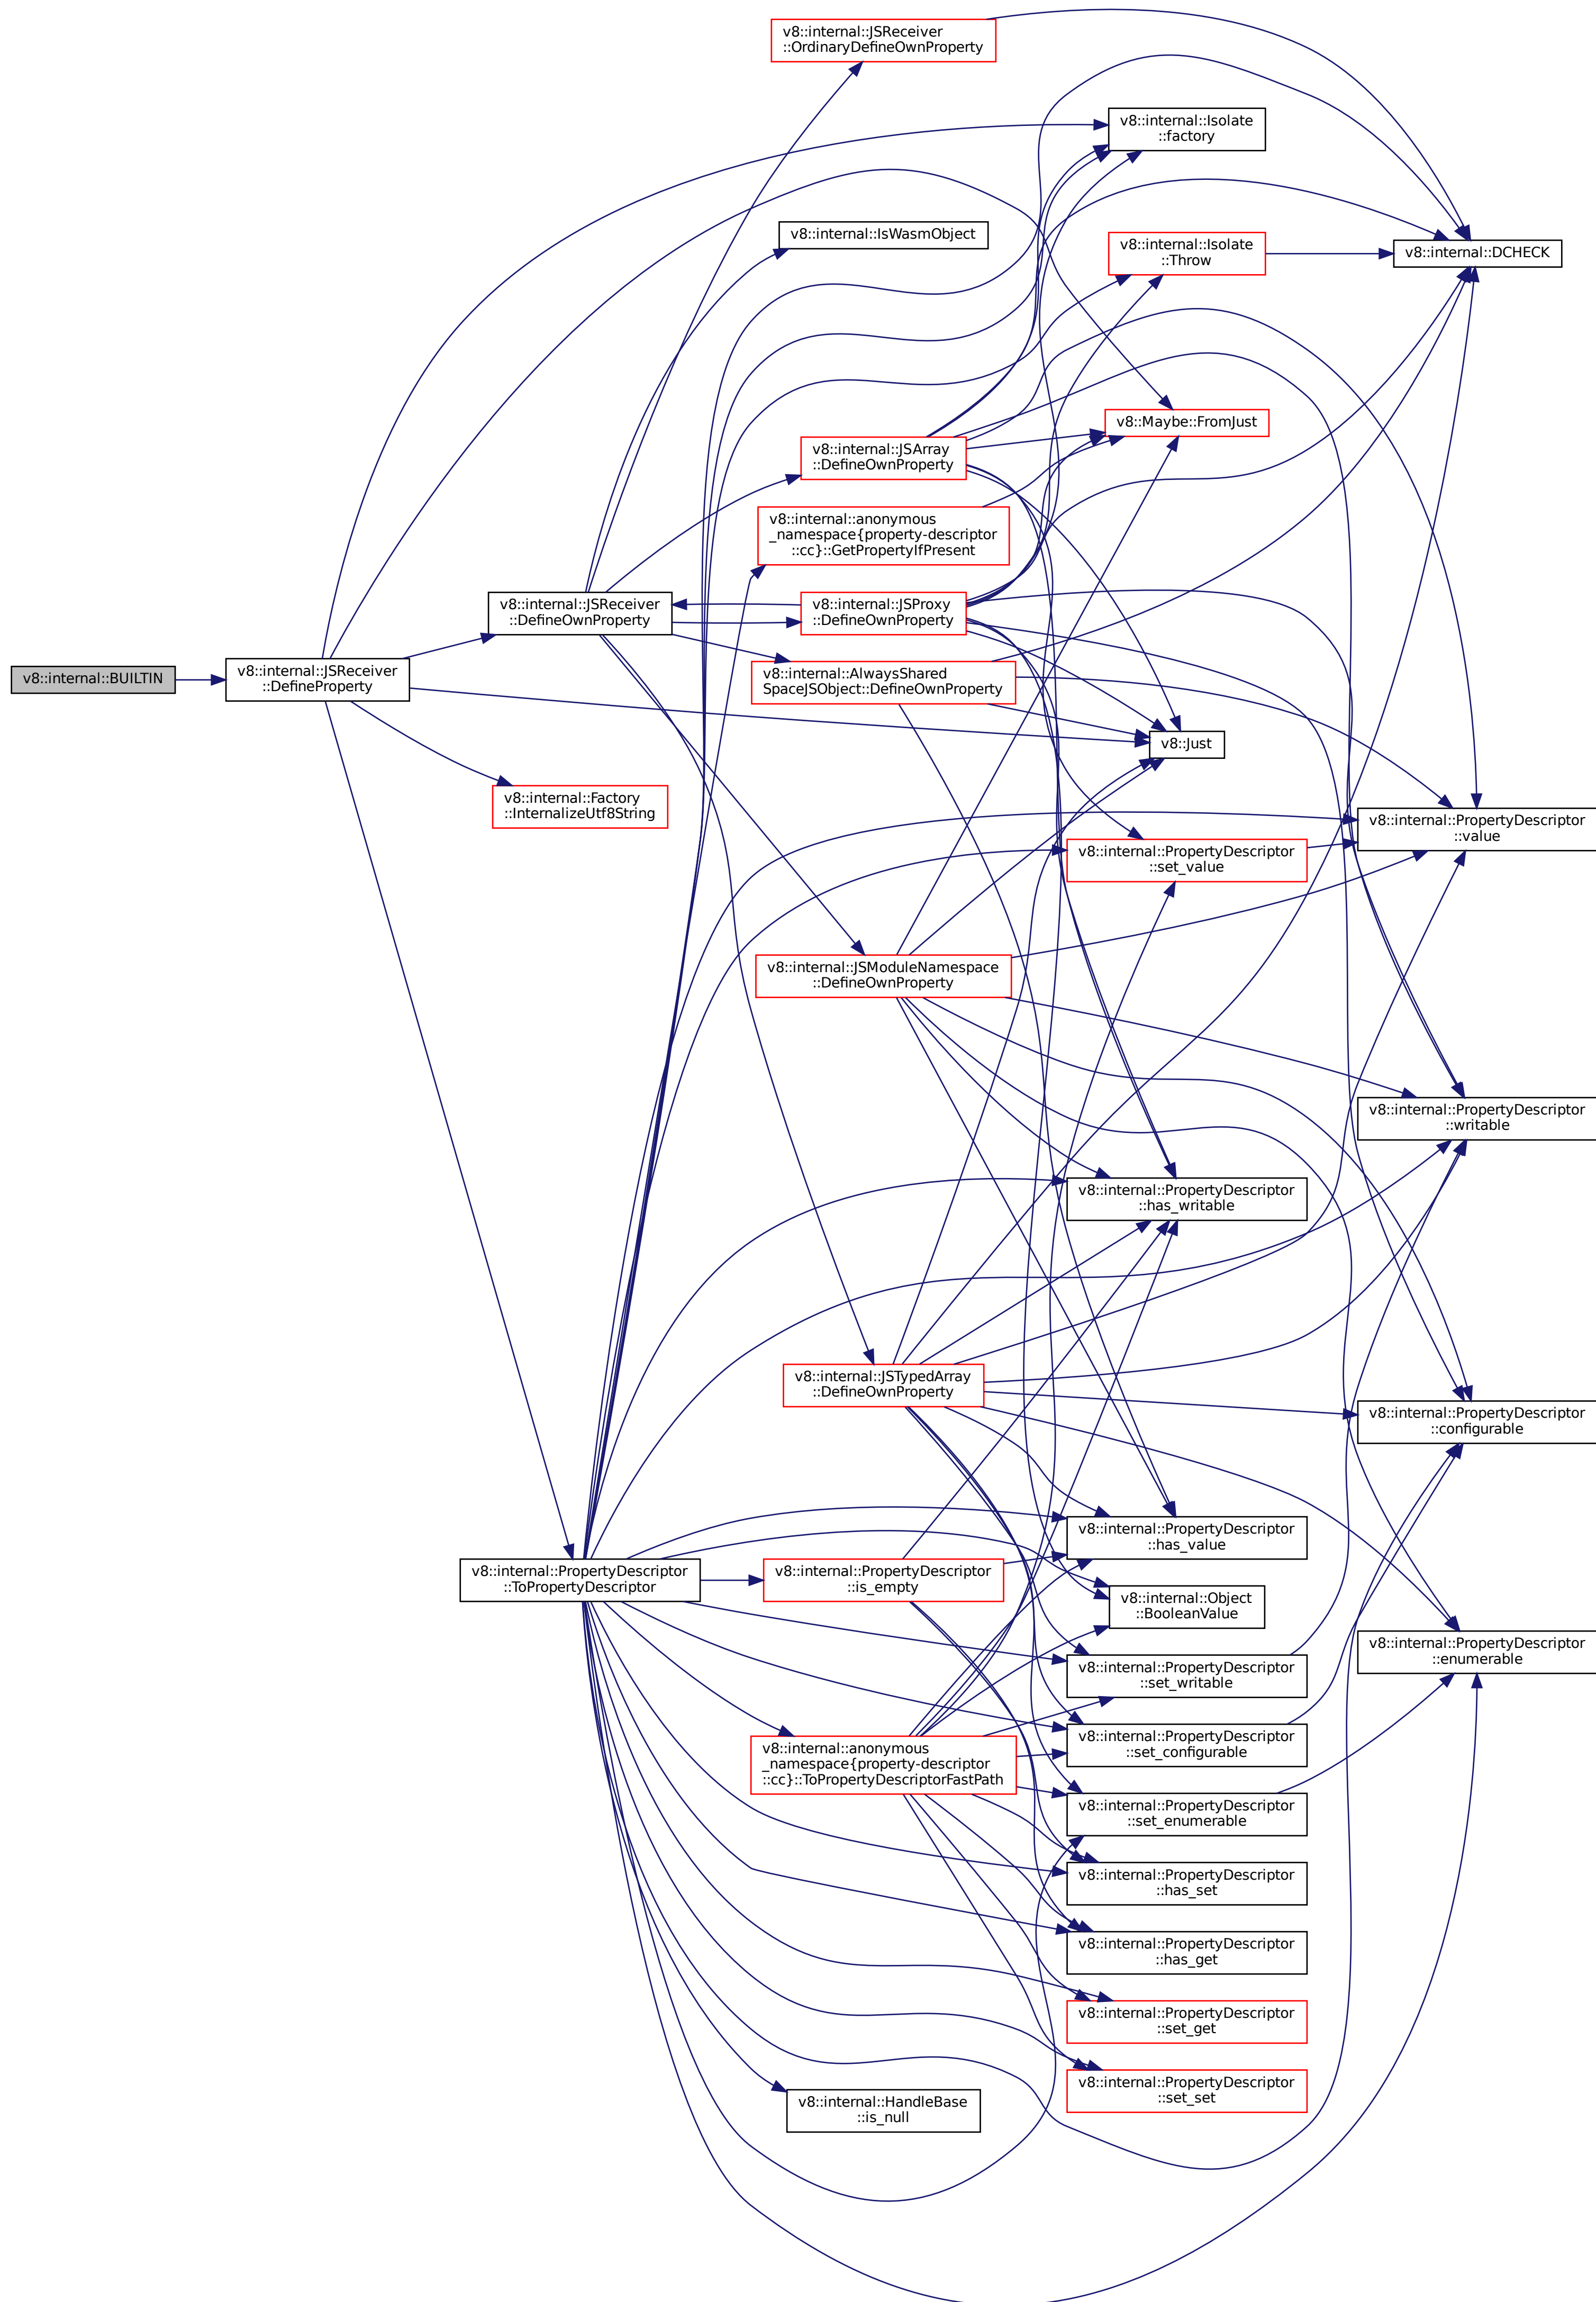 v8::internal::JSReceiver
::OrdinaryDefineOwnProperty
v8::internal::Isolate
::factory
v8::internal::IsWasmObject
v8::internal::Isolate
::Throw
v8::internal::DCHECK
v8::Maybe::FromJust
v8::internal::JSArray
::DefineOwnProperty
v8::internal::anonymous
_namespace{property-descriptor
::cc}::GetPropertyIfPresent
v8::internal::JSReceiver
::DefineOwnProperty
v8::internal::JSProxy
::DefineOwnProperty
v8::internal::BUILTIN
v8::internal::JSReceiver
::DefineProperty
v8::internal::AlwaysShared
SpaceJSObject::DefineOwnProperty
v8::Just
v8::internal::Factory
::InternalizeUtf8String
v8::internal::PropertyDescriptor
::value
v8::internal::PropertyDescriptor
::set_value
v8::internal::JSModuleNamespace
::DefineOwnProperty
v8::internal::PropertyDescriptor
::writable
v8::internal::PropertyDescriptor
::has_writable
v8::internal::JSTypedArray
::DefineOwnProperty
v8::internal::PropertyDescriptor
::configurable
v8::internal::PropertyDescriptor
::has_value
v8::internal::PropertyDescriptor
::ToPropertyDescriptor
v8::internal::PropertyDescriptor
::is_empty
v8::internal::Object
::BooleanValue
v8::internal::PropertyDescriptor
::enumerable
v8::internal::PropertyDescriptor
::set_writable
v8::internal::PropertyDescriptor
::set_configurable
v8::internal::anonymous
_namespace{property-descriptor
::cc}::ToPropertyDescriptorFastPath
v8::internal::PropertyDescriptor
::set_enumerable
v8::internal::PropertyDescriptor
::has_set
v8::internal::PropertyDescriptor
::has_get
v8::internal::PropertyDescriptor
::set_get
v8::internal::PropertyDescriptor
::set_set
v8::internal::HandleBase
::is_null